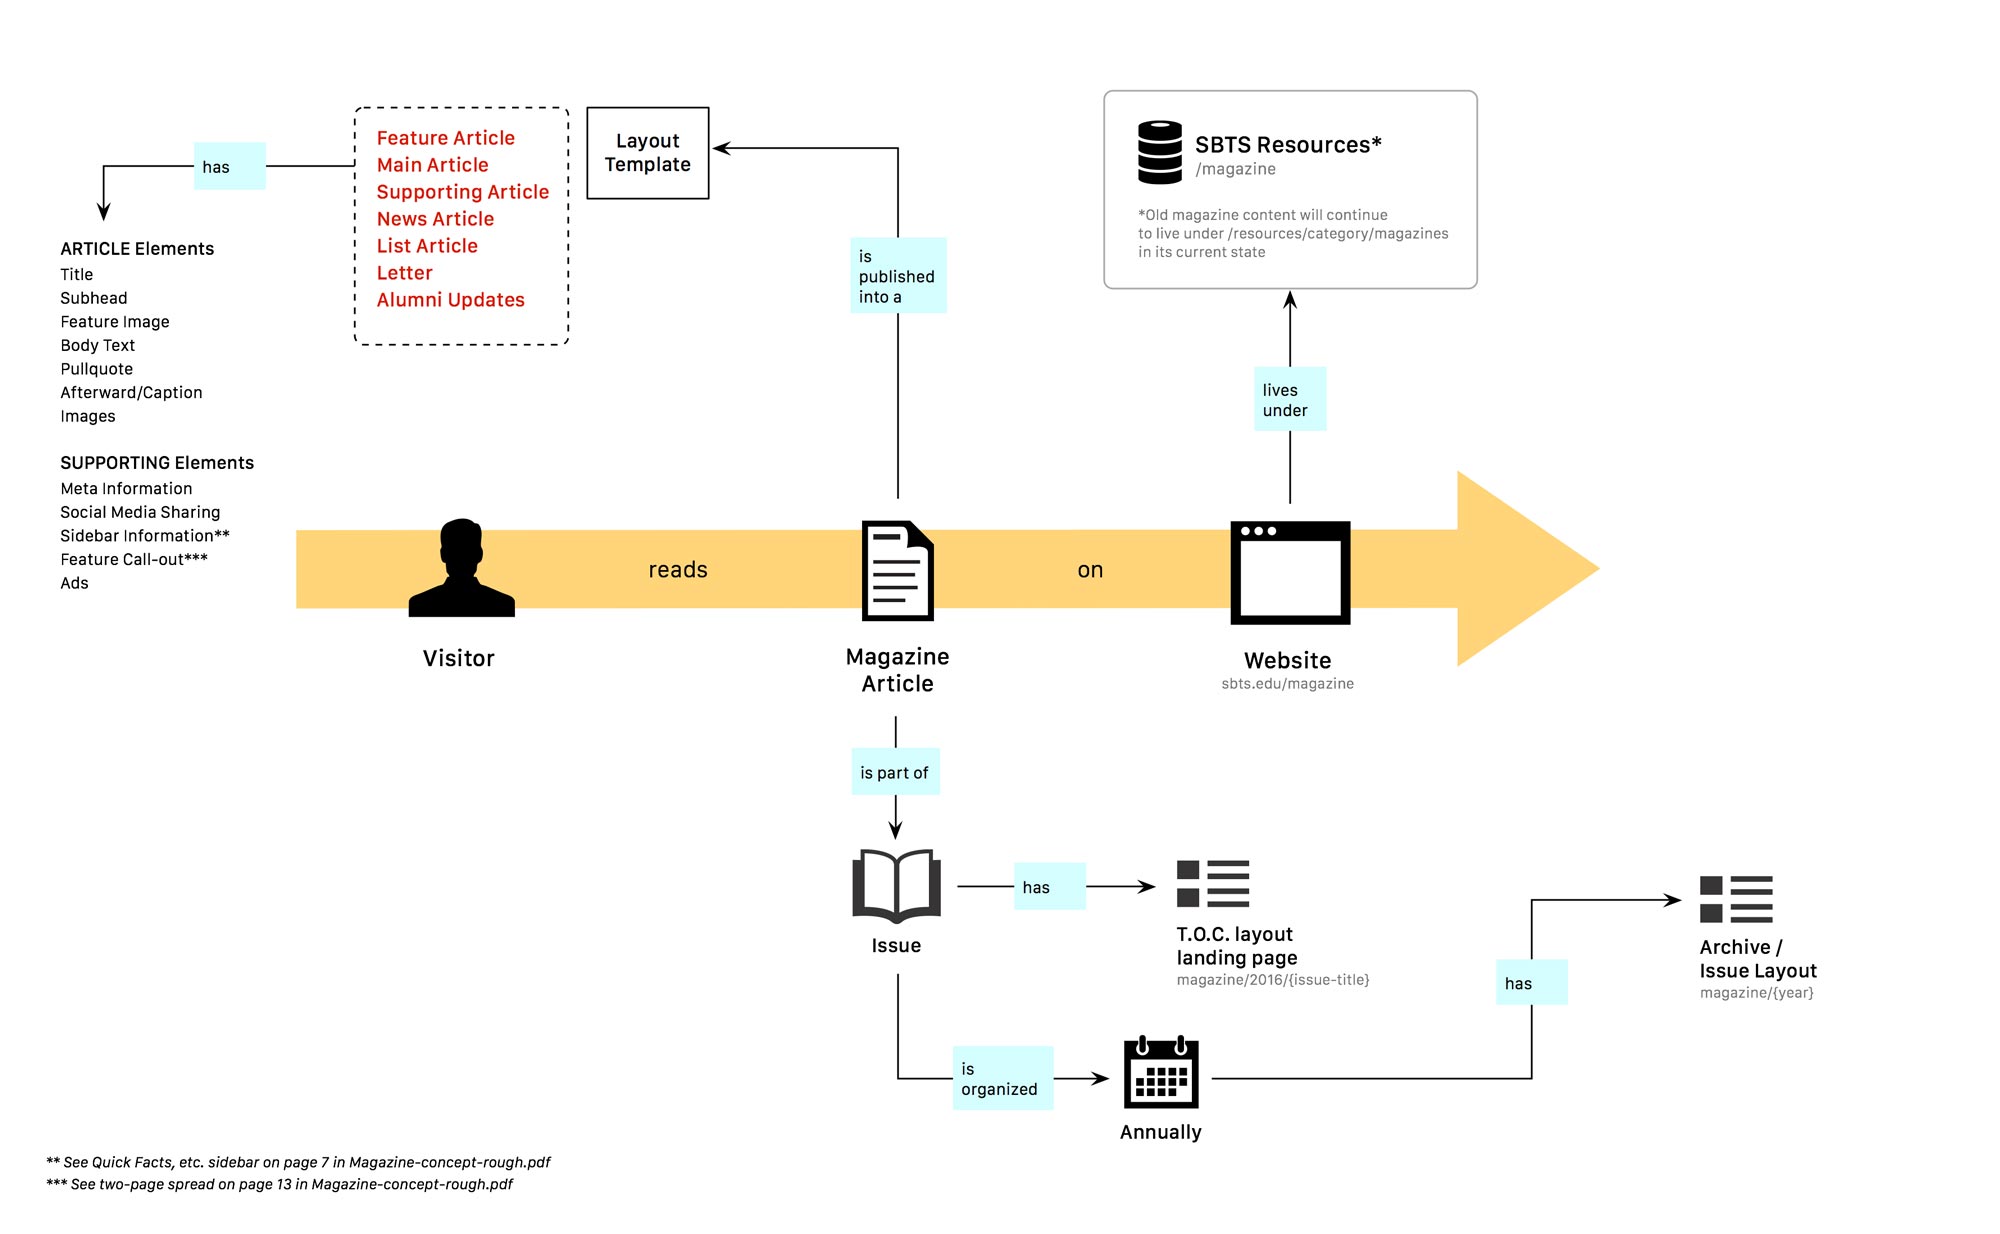 has
Feature Article
Main Article
Supporting Article
News Article
List Article
Letter
Alumni Updates
Layout
Template
SBTS Resources*
/magazine
*Old magazine content will continue
to live under /resources/category/magazines
in its current state
is
published
into a
lives
under
ARTICLE Elements
Title
Subhead
Feature Image
Body Text
Pullquote
Afterward/Caption
Images
SUPPORTING Elements
Meta Information
Social Media Sharing
Sidebar Information**
Feature Call-out***
Ads
reads
on
Visitor
Magazine
Article
Website
sbts.edu/magazine
is part of
Issue
has
T.O.C. layout
landing page
magazine/2016/{issue-title}
is
organized
Annually
has
Archive /
Issue Layout
magazine/{year}
** See Quick Facts, etc. sidebar on page 7 in Magazine-concept-rough.pdf
*** See two-page spread on page 13 in Magazine-concept-rough.pdf